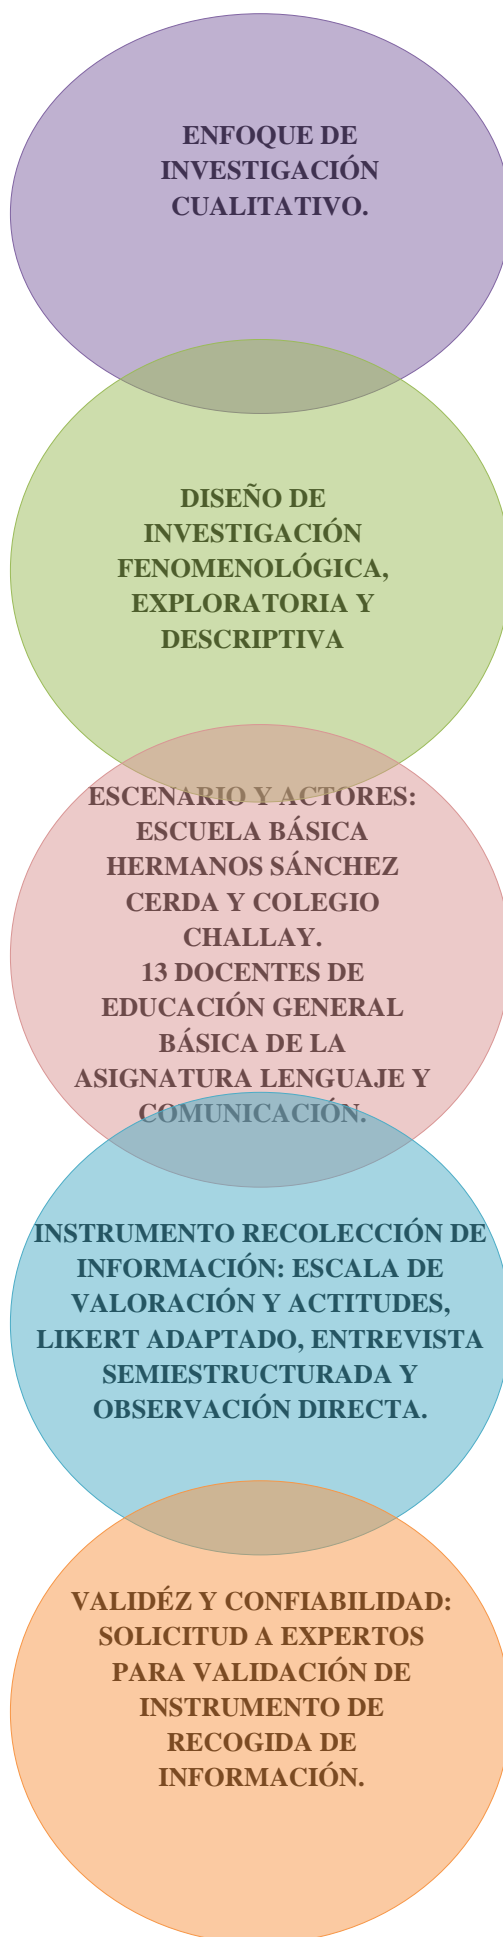 ENFOQUE DE
INVESTIGACIÓN
CUALITATIVO.
DISEÑO DE
INVESTIGACIÓN
FENOMENOLÓGICA,
EXPLORATORIA Y
DESCRIPTIVA
ESCENARIO Y ACTORES:
ESCUELA BÁSICA
HERMANOS SÁNCHEZ
CERDA Y COLEGIO
CHALLAY.
13 DOCENTES DE
EDUCACIÓN GENERAL
BÁSICA DE LA
ASIGNATURA LENGUAJE Y
COMUNICACIÓN.
INSTRUMENTO RECOLECCIÓN DE
INFORMACIÓN: ESCALA DE
VALORACIÓN Y ACTITUDES,
LIKERT ADAPTADO, ENTREVISTA
SEMIESTRUCTURADA Y
OBSERVACIÓN DIRECTA.
VALIDÉZ Y CONFIABILIDAD:
SOLICITUD A EXPERTOS
PARA VALIDACIÓN DE
INSTRUMENTO DE
RECOGIDA DE
INFORMACIÓN.